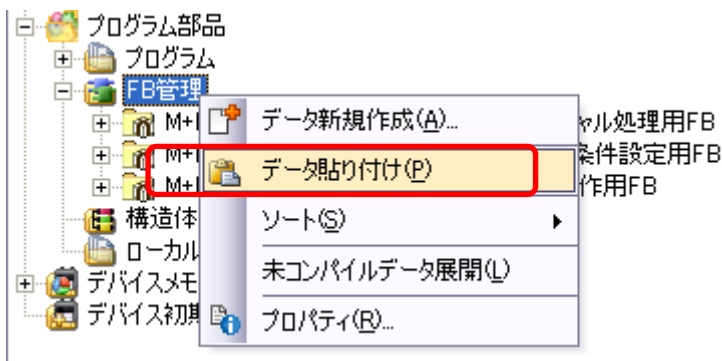 プログラム部品
プログラム
FB管理
M+
データ新規作成(A)...
ャル処理用FB
M+
データ貼り付け(P)
条件設定用FB
M+
作用FB
構造体
ソート(S)
ローカル
未コンパイルデータ展開(L)
デバイスメモ
デバイス初期
プロパティ(R)...